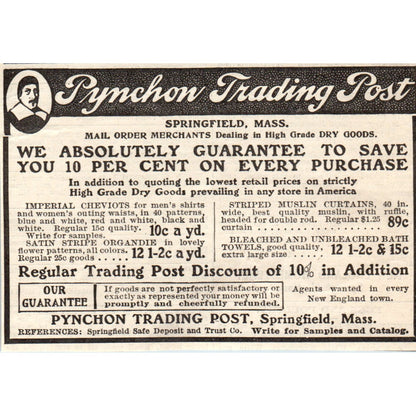 Pynchon Trading Post
SPRINGFIELD, MASS.
MAIL ORDER MERCHANTS Dealing in High Grade DRY GOODS.
WE ABSOLUTELY GUARANTEE TO SAVE
YOU 10 PER CENT ON EVERY PURCHASE
In addition to quoting the lowest retail prices on strictly
High Grade Dry Goods prevailing in any store in America
IMPERIAL CHEVIOTS for men's shirts
and women's outing waists, in 40 patterns,
blue and white, red and white, black and
white. Regular 15c quality. 10c a yd.
Write for samples.
SATIN STRIPE ORGANDIE in lovely
flower patterns, all colors. 12 1-2c a yd.
Regular 25c goods . . . .
STRIPED MUSLIN CURTAINS, 40 in.
wide, best quality muslin, with ruffle,
headed for double rod. Regular $1.25 89c
curtain . . . . . . .
BLEACHED AND UNBLEACHED BATH
TOWELS, good quality. 12 1-2c & 15c
extra large size . . . .
Regular Trading Post Discount of 10% in Addition
OUR
GUARANTEE
If goods are not perfectly satisfactory or
exactly as represented your money will be
promptly and cheerfully refunded.
Agents wanted in every
New England town.
PYNCHON TRADING POST, Springfield, Mass.
REFERENCES: Springfield Safe Deposit and Trust Co. Write for Samples and Catalog.